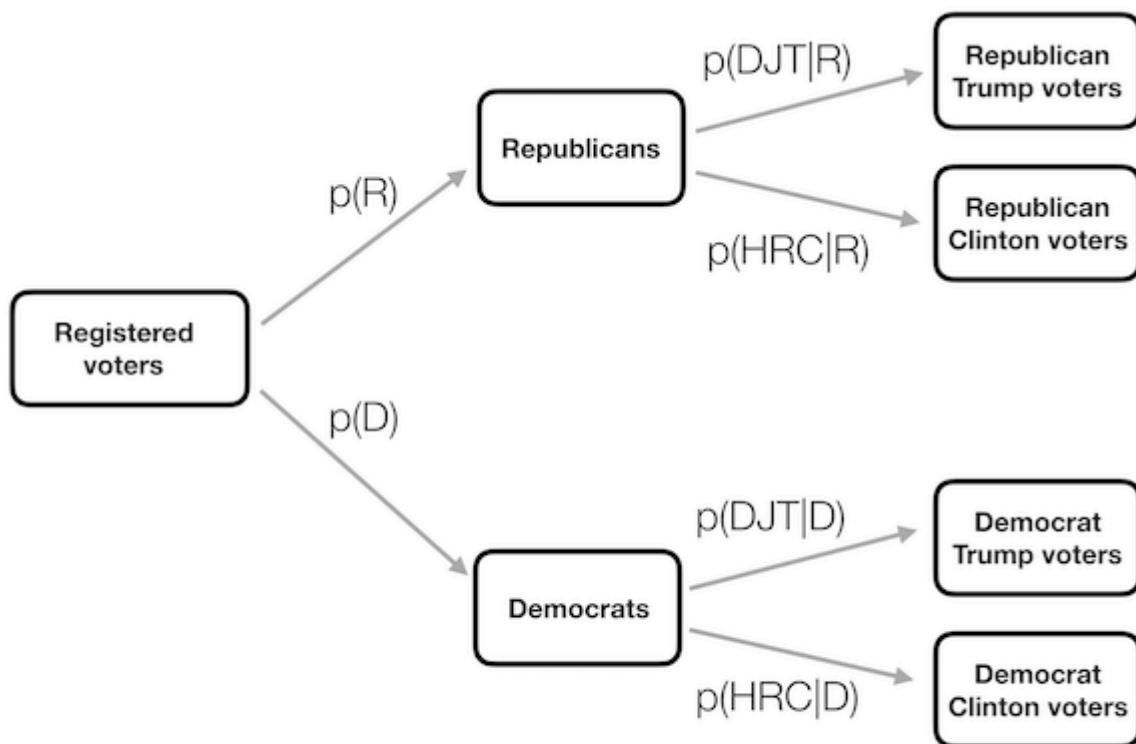 Registered
voters
p(R)
p(D)
Republicans
p(DJT|R)
p(HRC|R)
Republican
Trump voters
Republican
Clinton voters
Democrats
p(DJT|D)
p(HRC|D)
Democrat
Trump voters
Democrat
Clinton voters